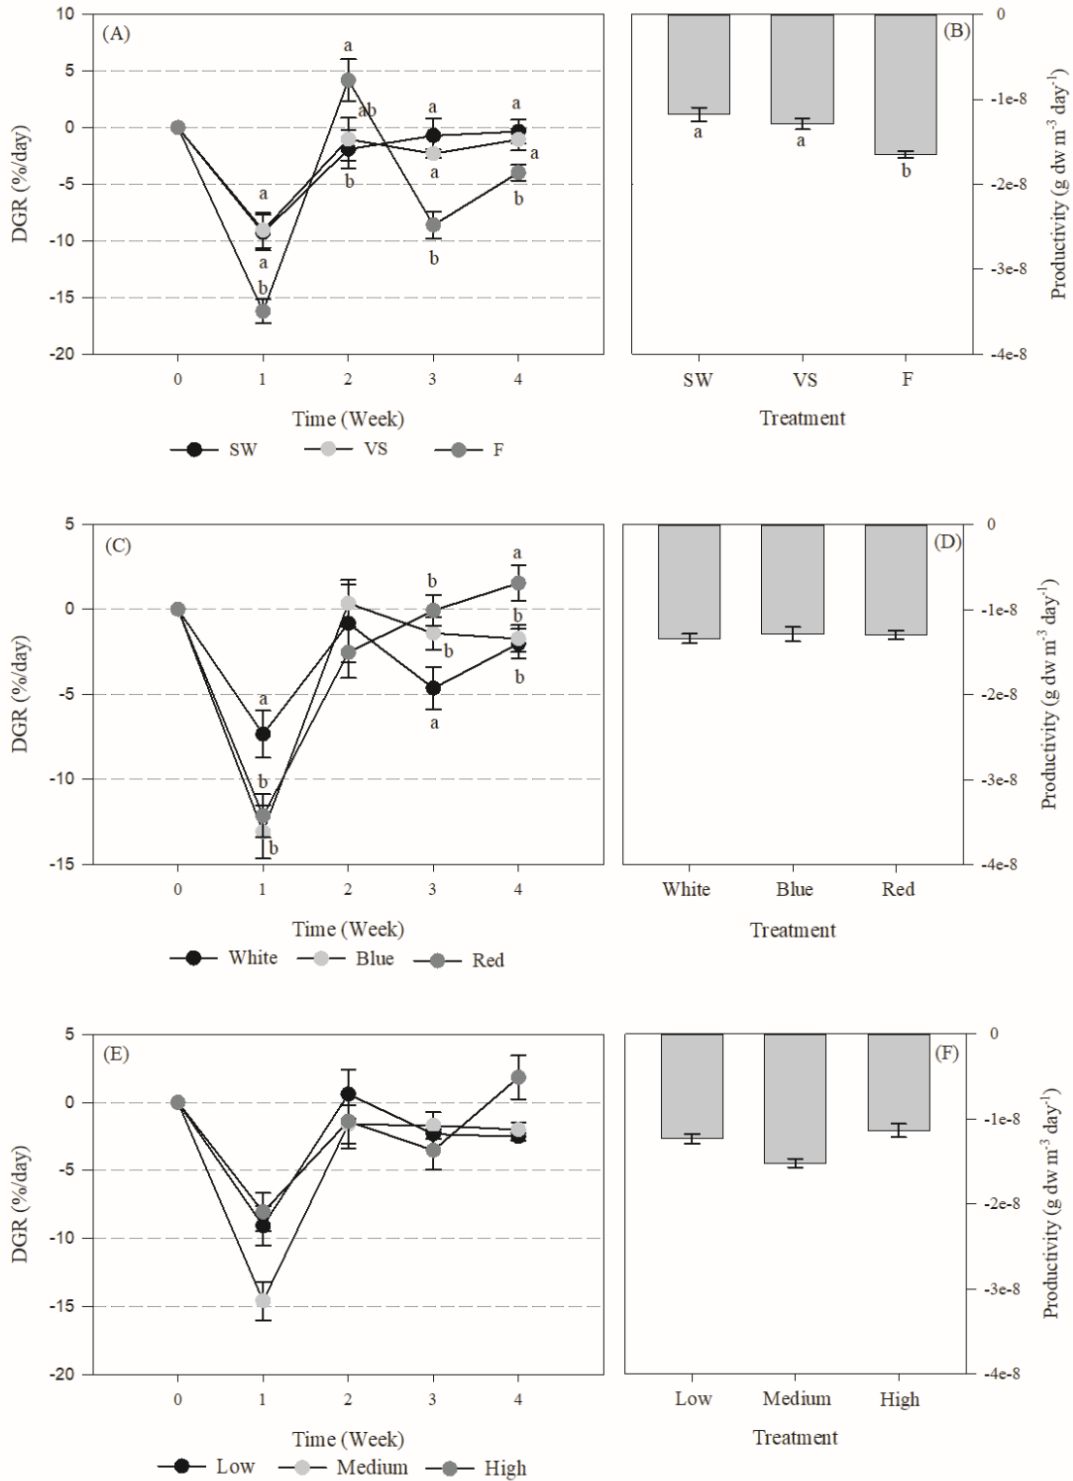 (A)
10
5
0
-5
-10
-15
-20
DGR (%/day)
a
a
b
a
ab
b
a
a
b
a
a
b
0 1 2 3 4
Time (Week)
SW VS F
(B)
0
-1e-8
-2e-8
-3e-8
-4e-8
Productivity (g dw m⁻³ day⁻¹)
a
a
b
SW VS F
Treatment
(C)
5
0
-5
-10
-15
DGR (%/day)
a
b
b
b
b
a
a
b
b
0 1 2 3 4
Time (Week)
White Blue Red
(D)
0
-1e-8
-2e-8
-3e-8
-4e-8
Productivity (g dw m⁻³ day⁻¹)
White Blue Red
Treatment
(E)
5
0
-5
-10
-15
-20
DGR (%/day)
0 1 2 3 4
Time (Week)
Low Medium High
(F)
0
-1e-8
-2e-8
-3e-8
-4e-8
Productivity (g dw m⁻³ day⁻¹)
Low Medium High
Treatment